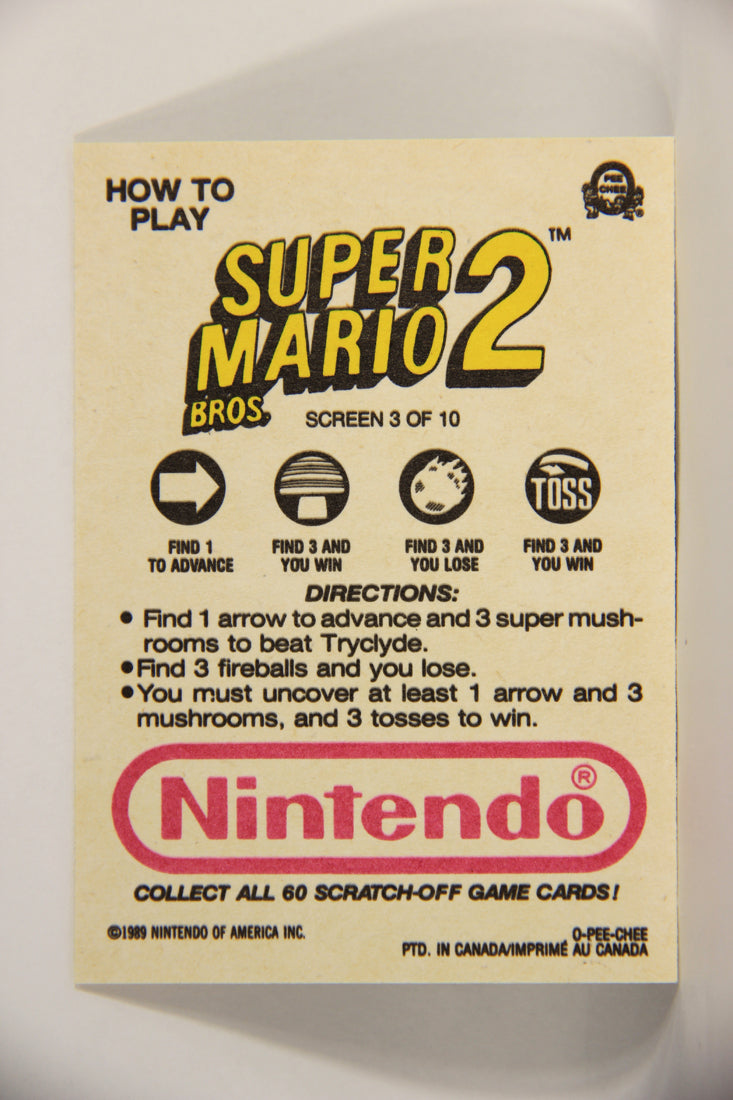 HOW TO
PLAY
O
PEE
CHEE
®
SUPER
MARIO
BROS.
2
™
SCREEN 3 OF 10
TOSS
FIND 1
TO ADVANCE
FIND 3 AND
YOU WIN
FIND 3 AND
YOU LOSE
FIND 3 AND
YOU WIN
DIRECTIONS:
● Find 1 arrow to advance and 3 super mush-
rooms to beat Tryclyde.
● Find 3 fireballs and you lose.
● You must uncover at least 1 arrow and 3
mushrooms, and 3 tosses to win.
Nintendo®
COLLECT ALL 60 SCRATCH-OFF GAME CARDS!
©1989 NINTENDO OF AMERICA INC.
O-PEE-CHEE
PTD. IN CANADA/IMPRIMÉ AU CANADA